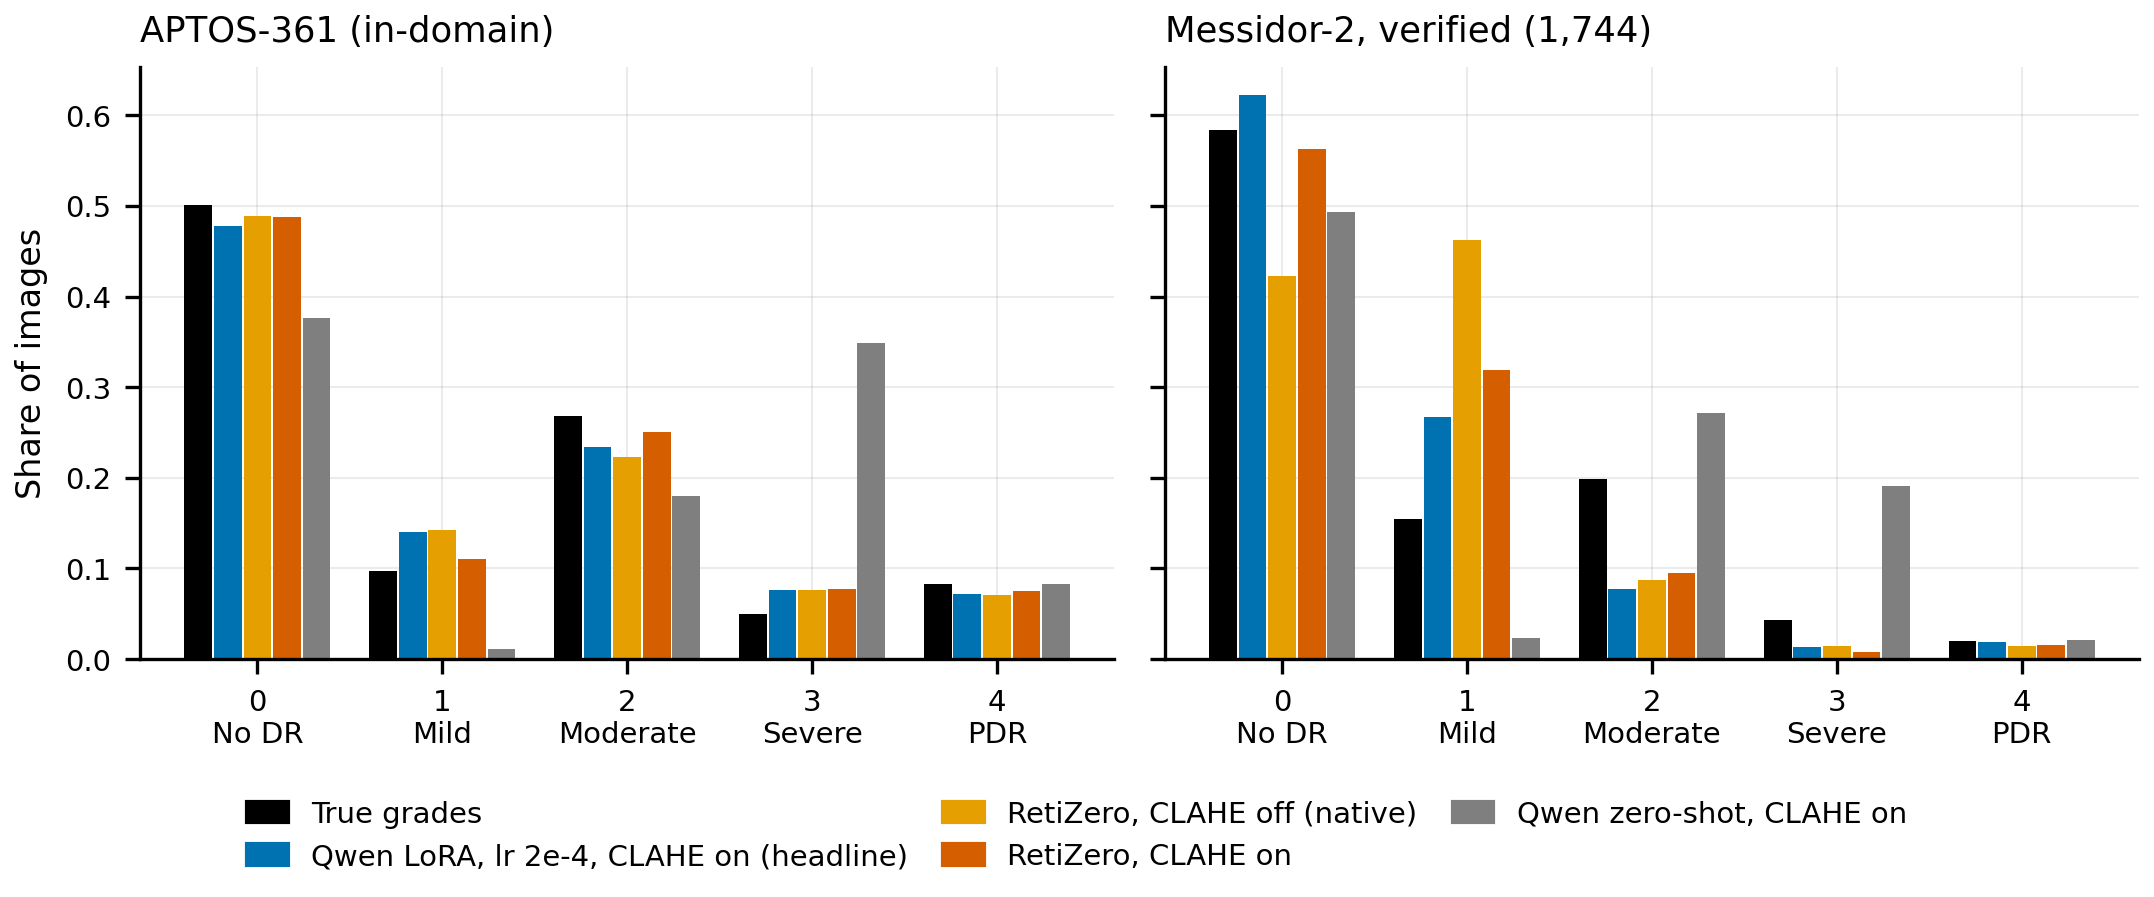 APTOS-361 (in-domain)
Messidor-2, verified (1,744)
Share of images
0.6
0.5
0.4
0.3
0.2
0.1
0.0
0 1 2 3 4
No DR Mild Moderate Severe PDR
0 1 2 3 4
No DR Mild Moderate Severe PDR
True grades
Qwen LoRA, lr 2e-4, CLAHE on (headline)
RetiZero, CLAHE off (native)
RetiZero, CLAHE on
Qwen zero-shot, CLAHE on